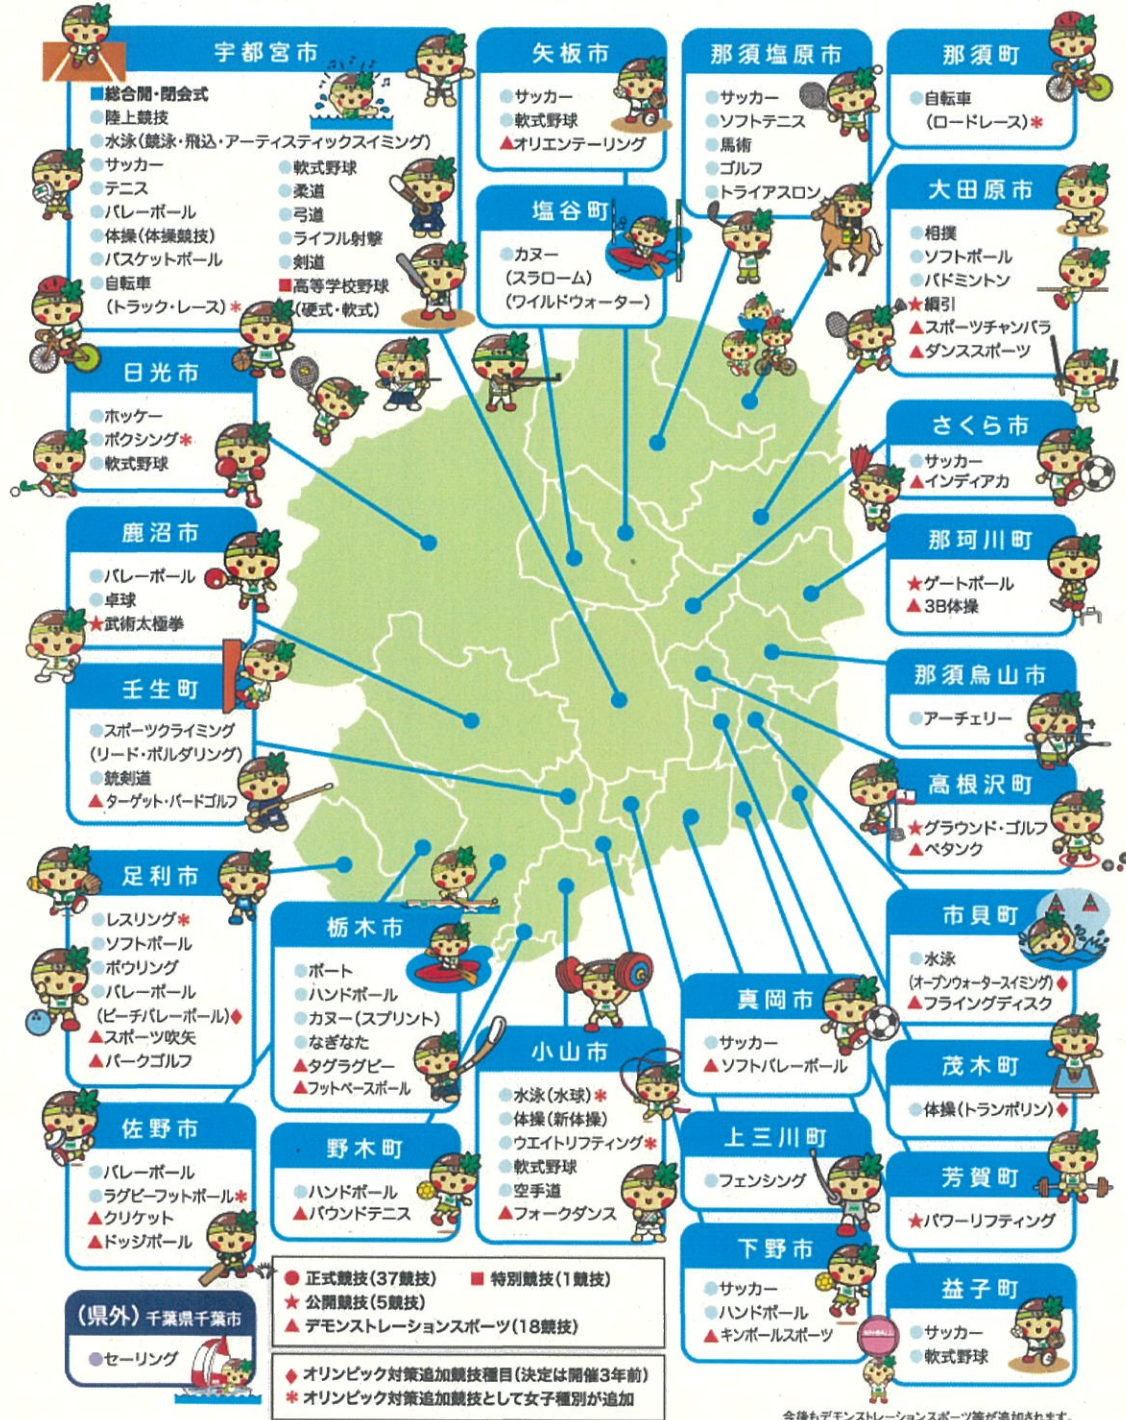 宇都宮市
■総合開・閉会式
●陸上競技
●水泳(競泳・飛込・アーティスティックスイミング)
●サッカー
●テニス
●バレーボール
●体操(体操競技)
●バスケットボール
●自転車
(トラック・レース)*
●軟式野球
●柔道
●弓道
●ライフル射撃
●剣道
■高等学校野球
(硬式・軟式)
矢板市
●サッカー
●軟式野球
▲オリエンテーリング
那須塩原市
●サッカー
●ソフトテニス
●馬術
●ゴルフ
●トライアスロン
那須町
●自転車
(ロードレース)*
塩谷町
●カヌー
(スラローム)
(ワイルドウォーター)
大田原市
●相撲
●ソフトボール
●バドミントン
★綱引
▲スポーツチャンバラ
▲ダンススポーツ
日光市
●ホッケー
●ボクシング*
●軟式野球
さくら市
●サッカー
▲インディアカ
鹿沼市
●バレーボール
●卓球
★武術太極拳
那珂川町
★ゲートボール
▲3B体操
壬生町
●スポーツクライミング
(リード・ボルダリング)
●銃剣道
▲ターゲット・バードゴルフ
那須烏山市
●アーチェリー
高根沢町
★グラウンド・ゴルフ
▲ペタンク
足利市
●レスリング*
●ソフトボール
●ボウリング
●バレーボール
(ビーチバレーボール)♦
▲スポーツ吹矢
▲パークゴルフ
栃木市
●ボート
●ハンドボール
●カヌー(スプリント)
●なぎなた
▲タグラグビー
▲フットベースボール
市貝町
●水泳
(オープンウォータースイミング)♦
▲フライングディスク
真岡市
●サッカー
▲ソフトバレーボール
小山市
●水泳(水球)*
●体操(新体操)
●ウエイトリフティング*
●軟式野球
●空手道
▲フォークダンス
茂木町
●体操(トランポリン)♦
佐野市
●バレーボール
●ラグビーフットボール*
▲クリケット
▲ドッジボール
野木町
●ハンドボール
▲バウンドテニス
上三川町
●フェンシング
芳賀町
★パワーリフティング
下野市
●サッカー
●ハンドボール
▲キンボールスポーツ
益子町
●サッカー
●軟式野球
(県外)千葉県千葉市
●セーリング
●正式競技(37競技) ■特別競技(1競技)
★公開競技(5競技)
▲デモンストレーションスポーツ(18競技)
♦オリンピック対策追加競技種目(決定は開催3年前)
*オリンピック対策追加競技として女子種別が追加
今後もデモンストレーションスポーツ等が追加されます。